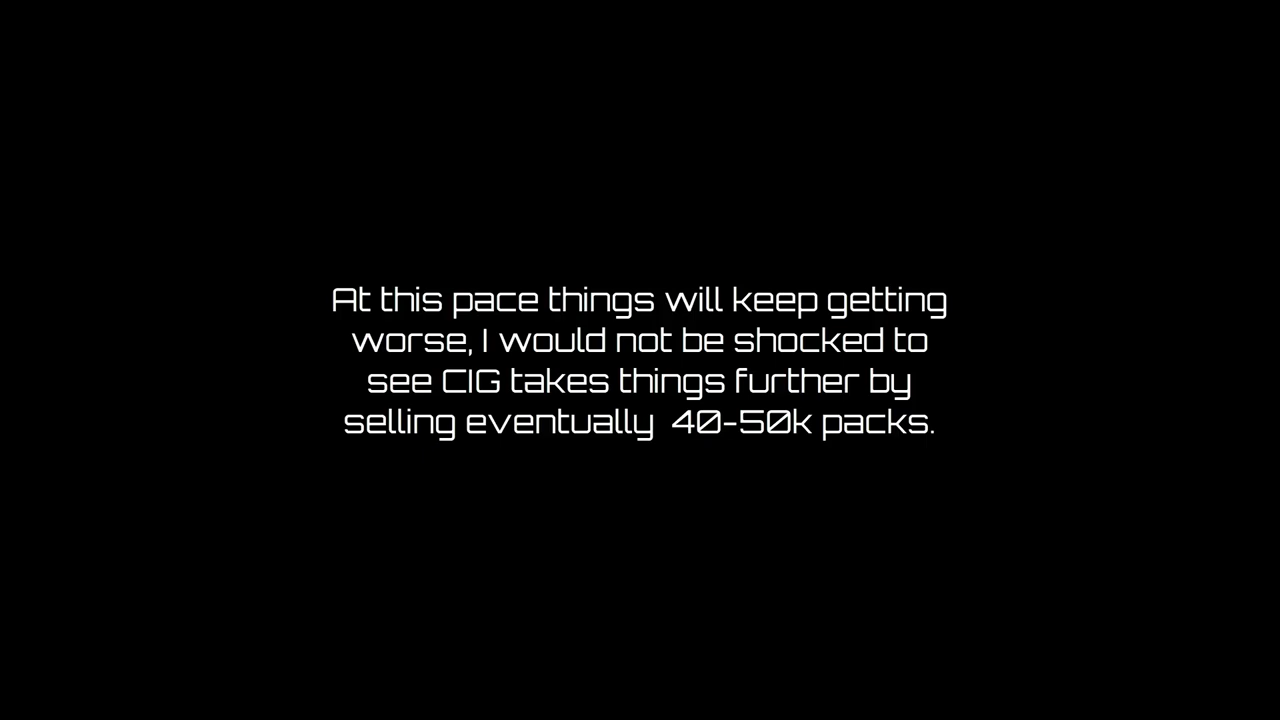 At this pace things will keep getting
worse, I would not be shocked to
see CIG takes things further by
selling eventually  40-50k packs.